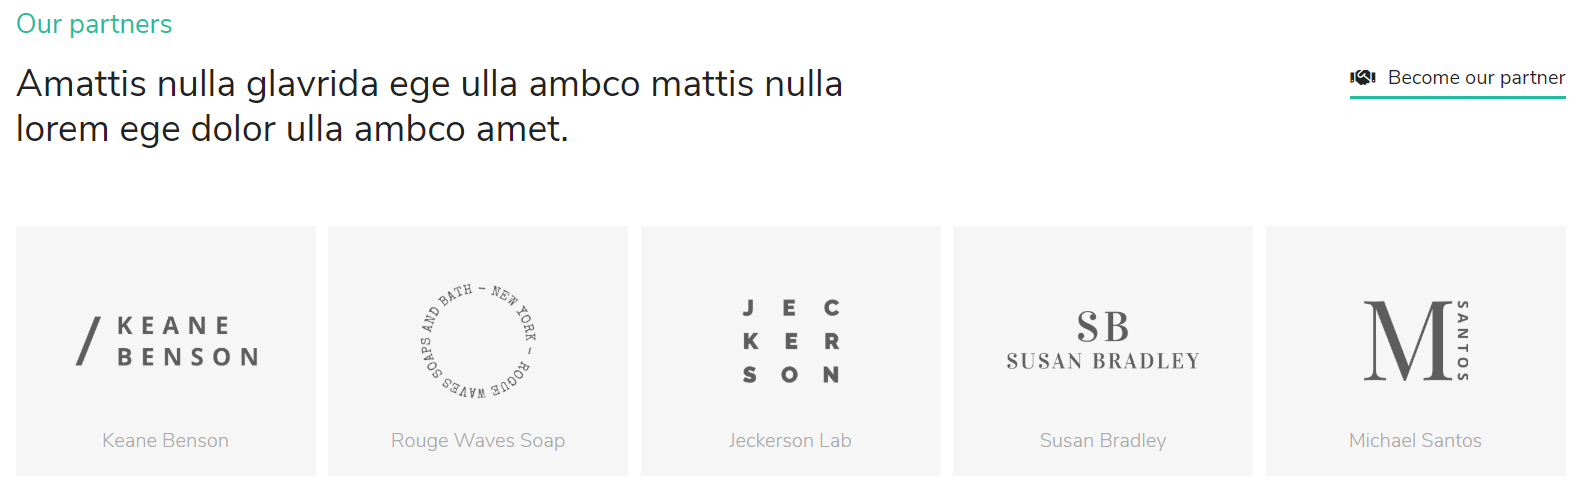 Our partners
Amattis nulla glavrida ege ulla ambco mattis nulla
lorem ege dolor ulla ambco amet.
Become our partner
/ KEANE
BENSON
Keane Benson
ROGUE WAVES SOAPS AND BATH – NEW YORK –
Rouge Waves Soap
J E C
K E R
S O N
Jeckerson Lab
SB
SUSAN BRADLEY
Susan Bradley
M
SANTOS
Michael Santos